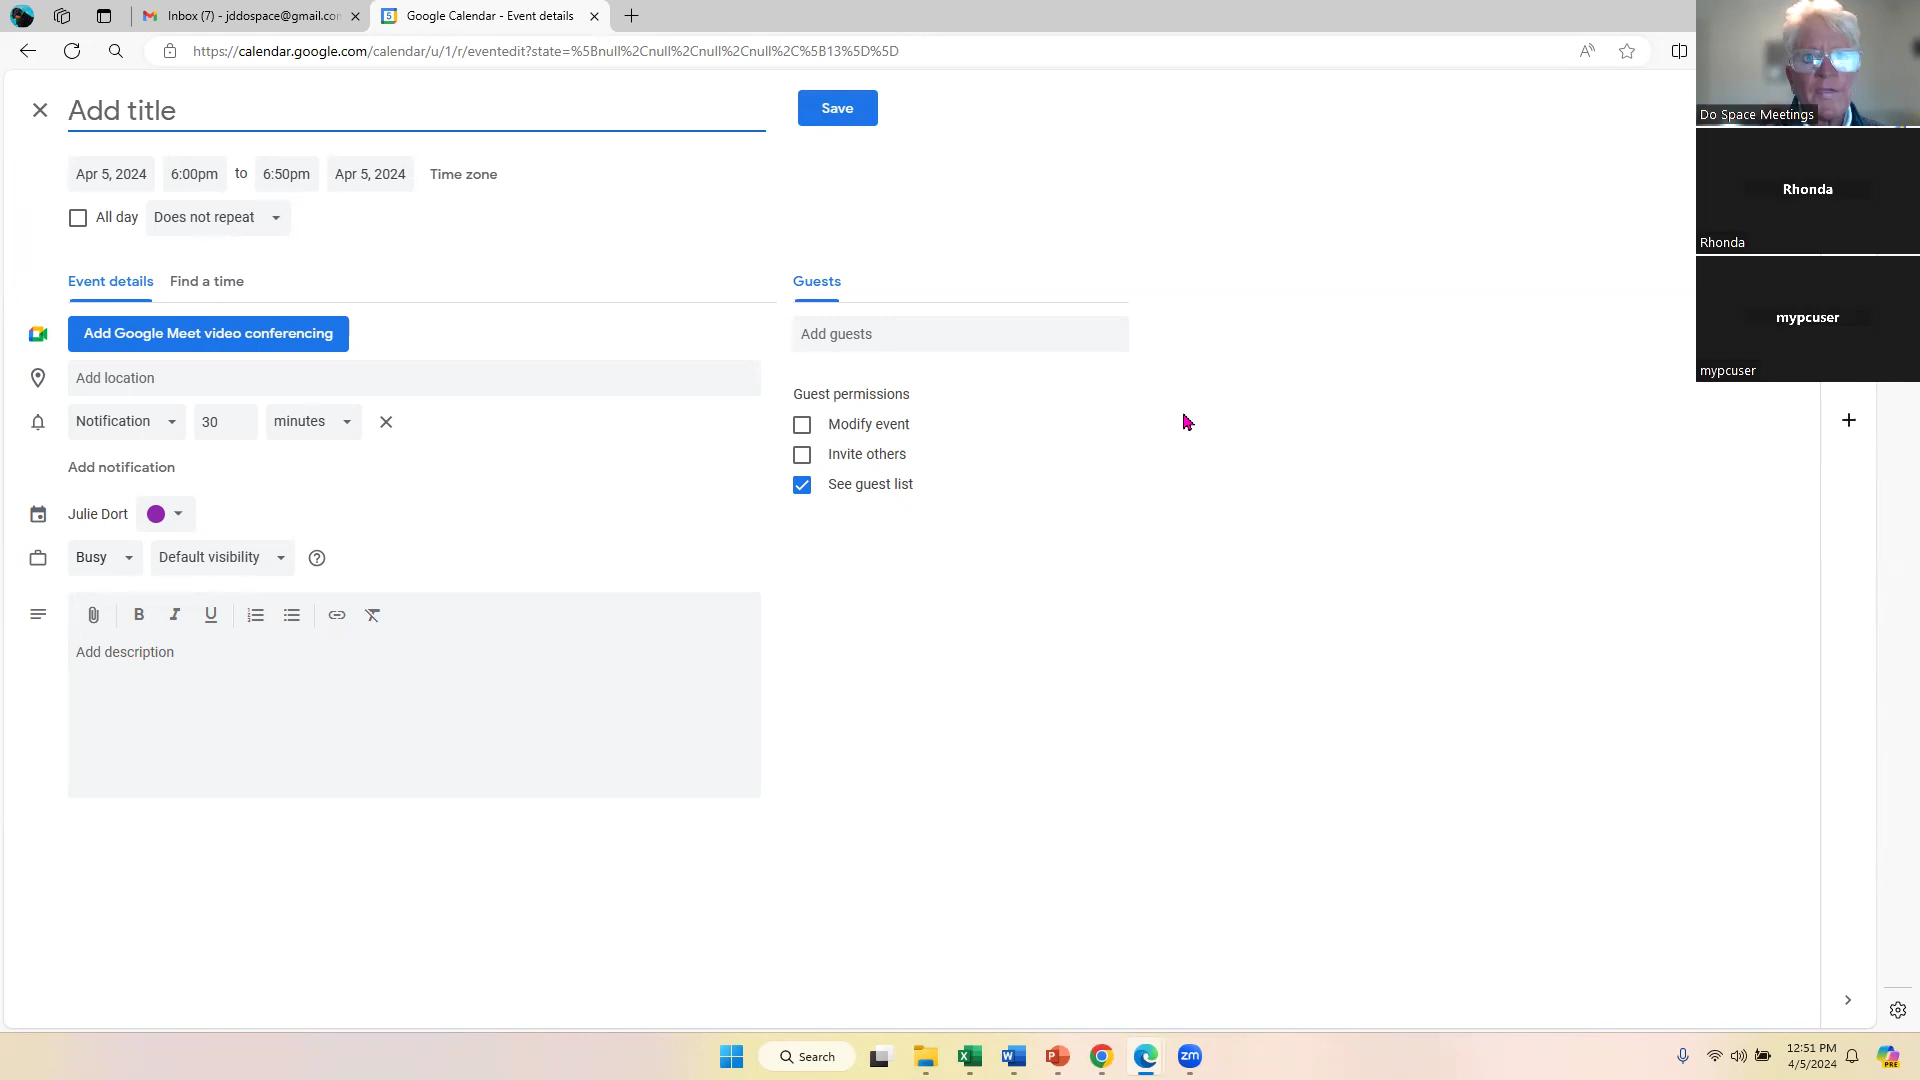 Inbox (7) - jddospace@gmail.con
Google Calendar - Event details
https://calendar.google.com/calendar/u/1/r/eventedit?state=%5Bnull%2Cnull%2Cnull%2Cnull%2C%5B13%5D%5D
Add title
Save
Apr 5, 2024 6:00pm to 6:50pm Apr 5, 2024 Time zone
All day Does not repeat
Event details Find a time
Guests
Add Google Meet video conferencing
Add guests
Add location
Guest permissions
Notification 30 minutes
Modify event
Invite others
Add notification
See guest list
Julie Dort
Busy Default visibility
B I U
Add description
Do Space Meetings
Rhonda
Rhonda
mypcuser
mypcuser
Search
zm
12:51 PM
4/5/2024
PRE